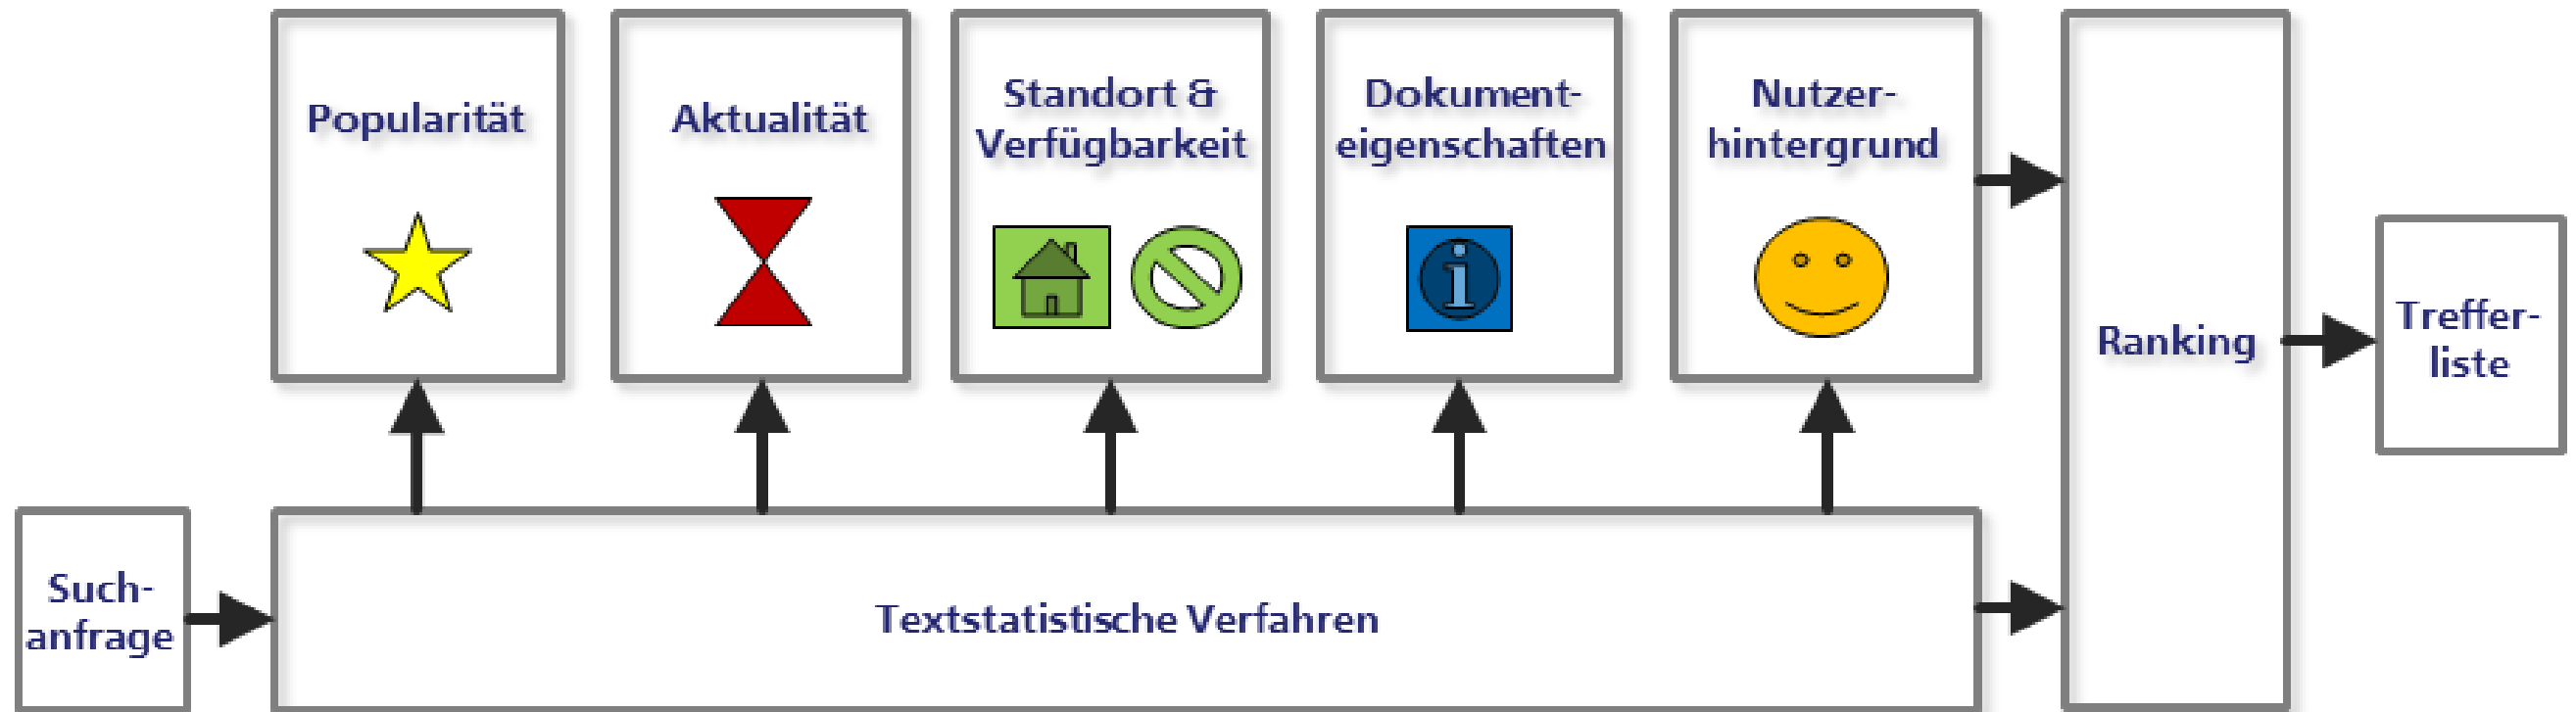 Popularität
Aktualität
Standort &
Verfügbarkeit
Dokument-
eigenschaften
Nutzer-
hintergrund
Ranking
Treffer-
liste
Such-
anfrage
Textstatistische Verfahren